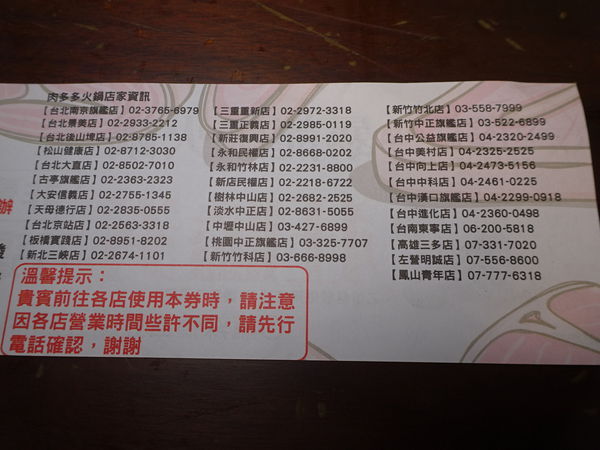 肉多多火鍋店家資訊
【台北南京旗艦店】02-3765-6979
【台北景美店】02-2933-2212
【台北後山埤店】02-8785-1138
【松山健康店】02-8712-3030
【台北大直店】02-8502-7010
【古亭旗艦店】02-2363-2323
【大安信義店】02-2755-1345
【天母德行店】02-2835-0555
【台北京站店】02-2563-3318
【板橋實踐店】02-8951-8202
【新北三峽店】02-2674-1101
【三重重新店】02-2972-3318
【三重正興店】02-2985-0119
【新莊復興店】02-8991-2020
【永和民權店】02-8668-0202
【永和竹林店】02-2231-8800
【新店民權店】02-2218-6722
【樹林中山店】02-2682-2525
【淡水中正店】02-8631-5055
【中壢中山店】03-427-6899
【桃園中正旗艦店】03-325-7707
【新竹竹科店】03-666-8998
【新竹竹北店】03-558-7999
【新竹中正旗艦店】03-522-6899
【台中公益旗艦店】04-2320-2499
【台中美村店】04-2325-2525
【台中向上店】04-2473-5156
【台中中科店】04-2461-0225
【台中漢口旗艦店】04-2299-0918
【台中進化店】04-2360-0498
【台南東寧店】06-200-5818
【高雄三多店】07-331-7020
【左營明誠店】07-556-8600
【鳳山青年店】07-777-6318
溫馨提示：
貴賓前往各店使用本券時，請注意
因各店營業時間些許不同，請先行
電話確認，謝謝
辦